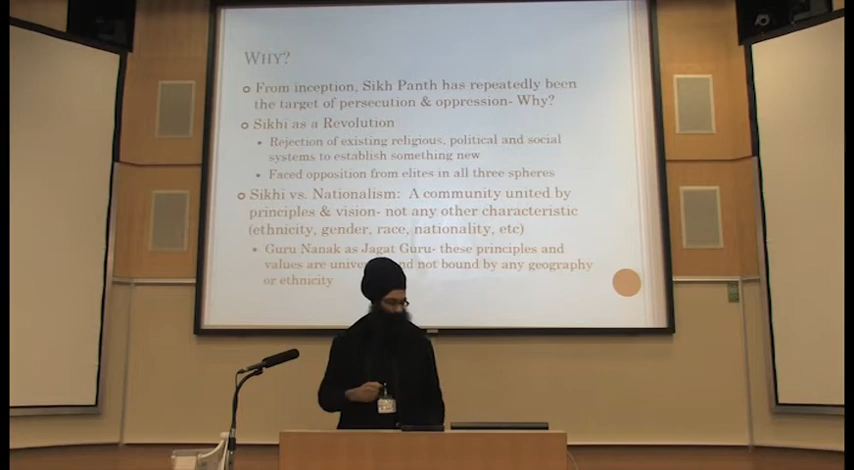 WHY?
From inception, Sikh Panth has repeatedly been
the target of persecution & oppression- Why?
Sikhi as a Revolution
Rejection of existing religious, political and social
systems to establish something new
Faced opposition from elites in all three spheres
Sikhi vs. Nationalism: A community united by
principles & vision- not any other characteristic
(ethnicity, gender, race, nationality, etc)
Guru Nanak as Jagat Guru- these principles and
values are not bound by any geography
or ethnicity